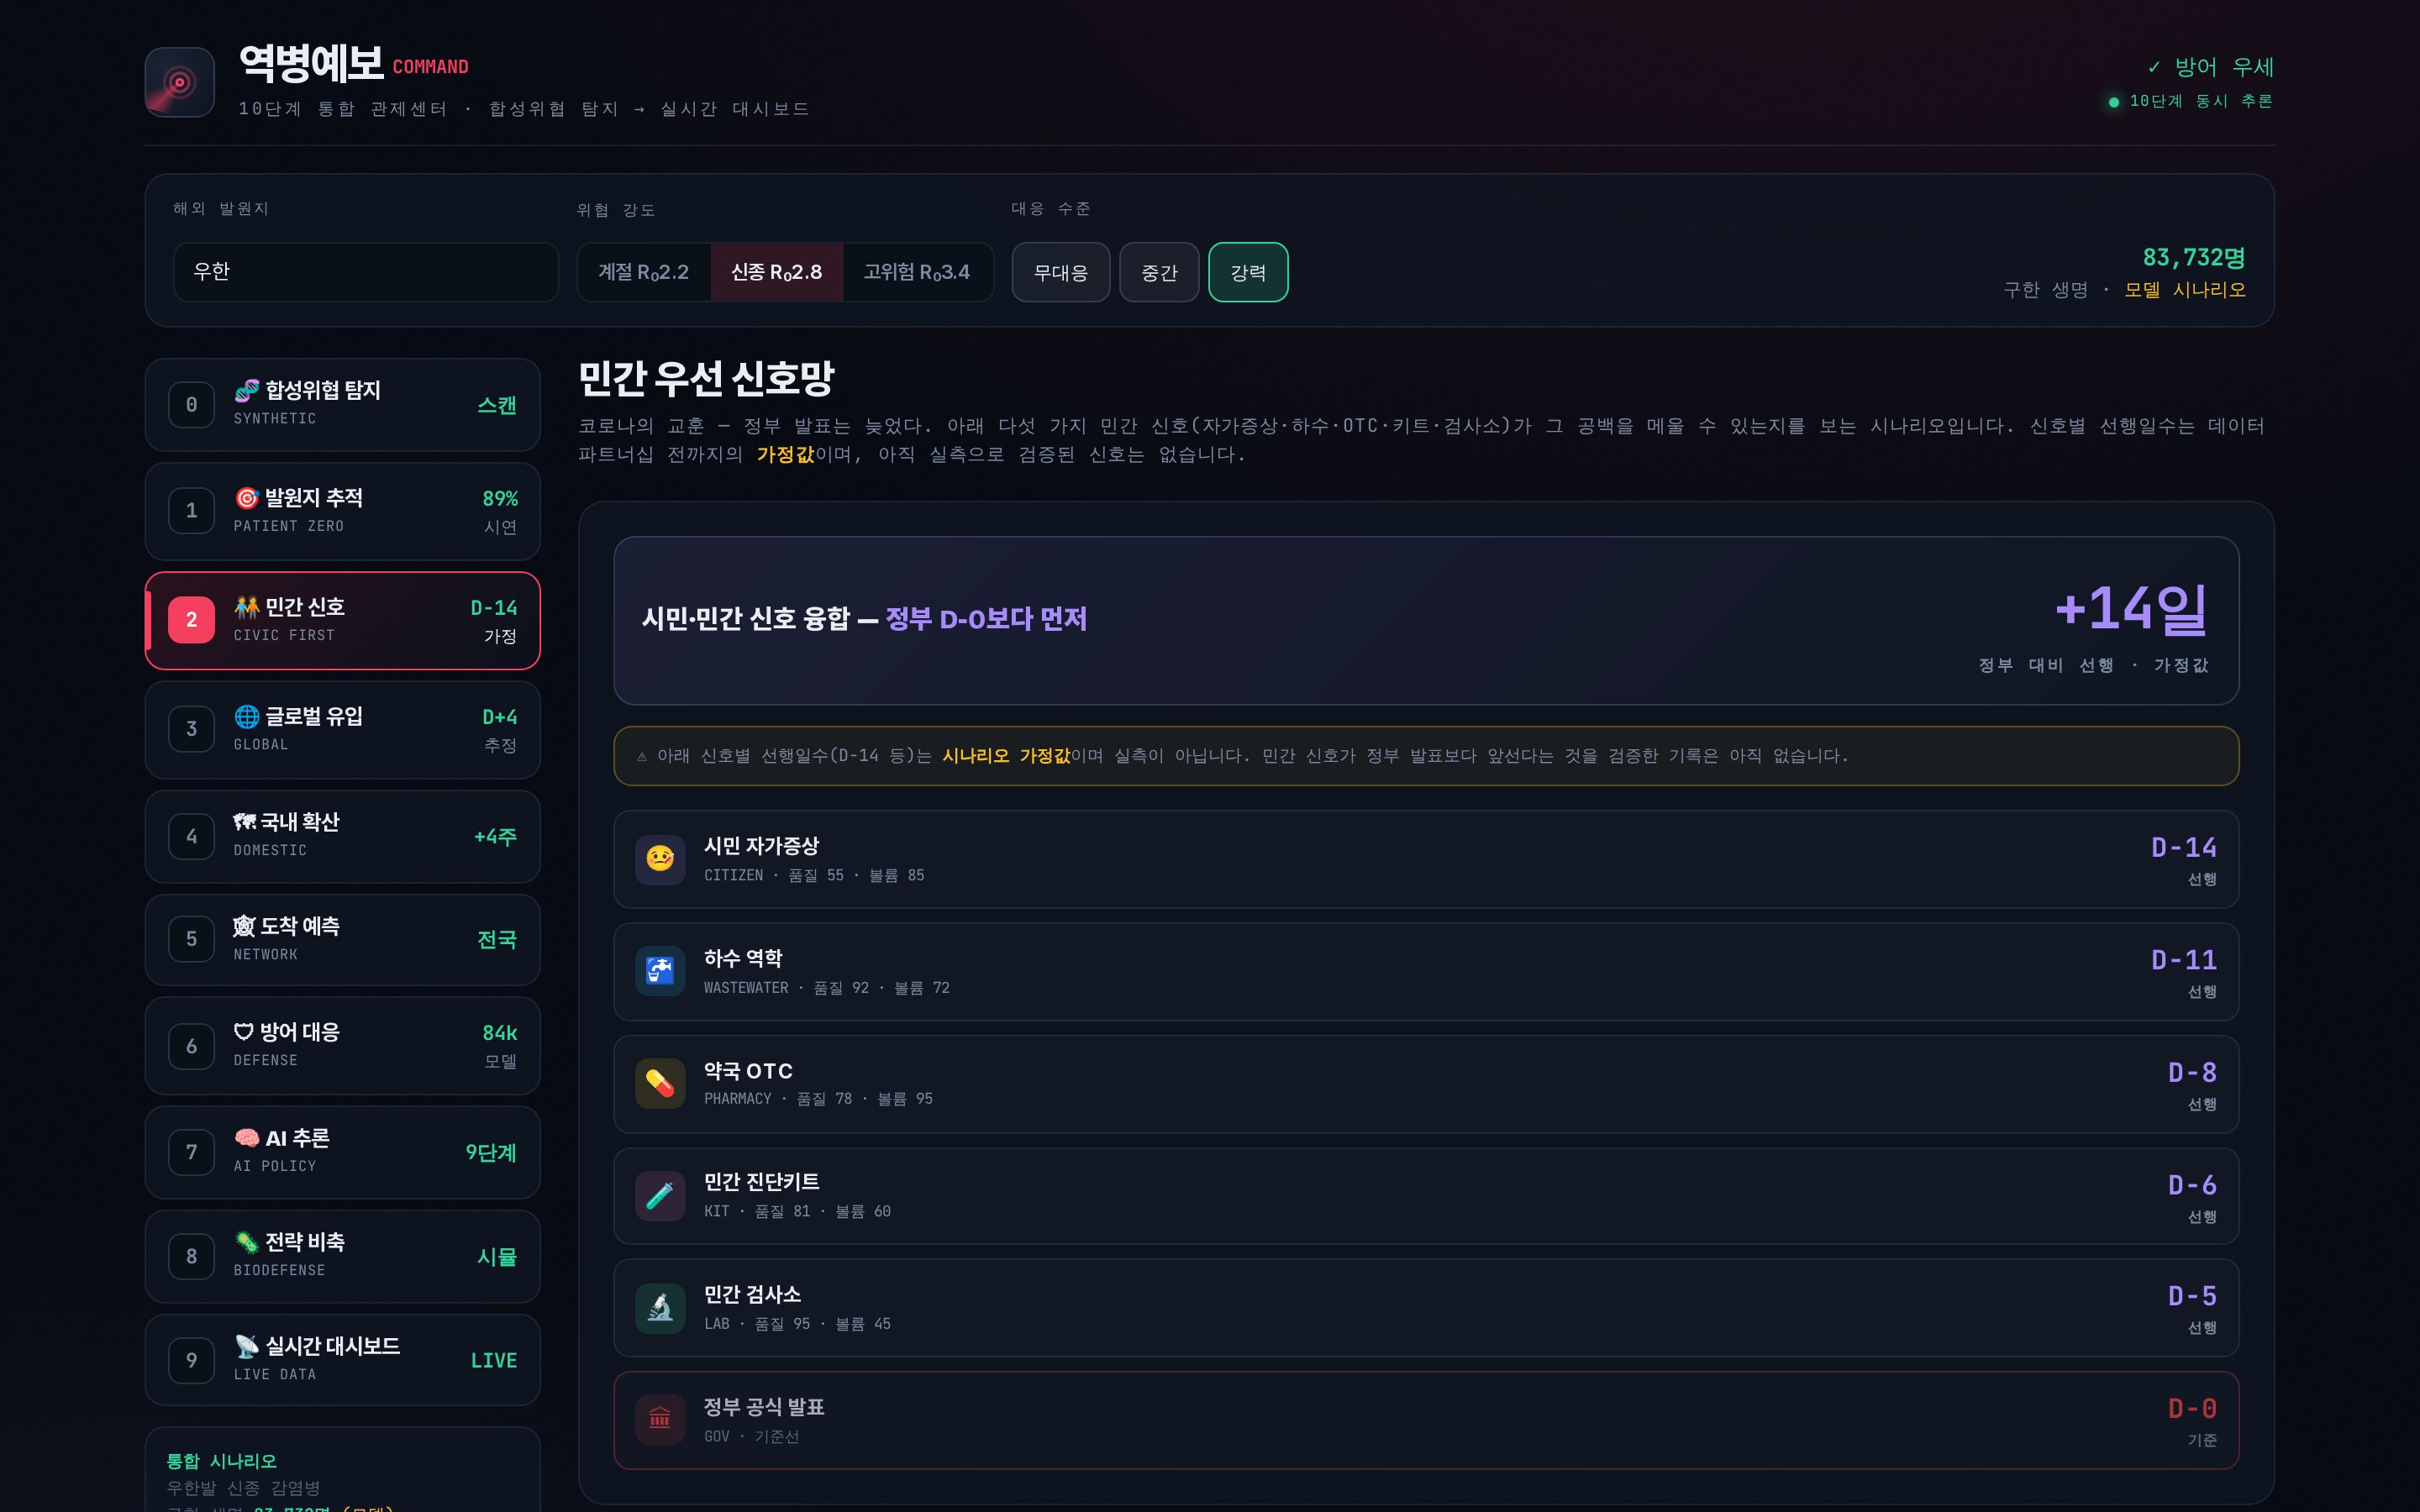 역병예보 COMMAND
10단계 통합 관제센터 · 합성위협 탐지 → 실시간 대시보드
✓ 방어 우세
10단계 동시 추론
해외 발원지
우한
위협 강도
계절 R₀2.2
신종 R₀2.8
고위험 R₀3.4
대응 수준
무대응
중간
강력
83,732명
구한 생명 · 모델 시나리오
0
합성위협 탐지
SYNTHETIC
스캔
1
발원지 추적
PATIENT ZERO
89%
시연
2
민간 신호
CIVIC FIRST
D-14
가정
3
글로벌 유입
GLOBAL
D+4
추정
4
국내 확산
DOMESTIC
+4주
5
도착 예측
NETWORK
전국
6
방어 대응
DEFENSE
84k
모델
7
AI 추론
AI POLICY
9단계
8
전략 비축
BIODEFENSE
시뮬
9
실시간 대시보드
LIVE DATA
LIVE
통합 시나리오
우한발 신종 감염병
구한 생명 83,732명 (모델)
민간 우선 신호망
코로나의 교훈 — 정부 발표는 늦었다. 아래 다섯 가지 민간 신호(자가증상·하수·OTC·키트·검사소)가 그 공백을 메울 수 있는지를 보는 시나리오입니다. 신호별 선행일수는 데이터
파트너십 전까지의 가정값이며, 아직 실측으로 검증된 신호는 없습니다.
시민·민간 신호 융합 — 정부 D-0보다 먼저
+14일
정부 대비 선행 · 가정값
⚠ 아래 신호별 선행일수(D-14 등)는 시나리오 가정값이며 실측이 아닙니다. 민간 신호가 정부 발표보다 앞선다는 것을 검증한 기록은 아직 없습니다.
시민 자가증상
CITIZEN · 품질 55 · 볼륨 85
D-14
선행
하수 역학
WASTEWATER · 품질 92 · 볼륨 72
D-11
선행
약국 OTC
PHARMACY · 품질 78 · 볼륨 95
D-8
선행
민간 진단키트
KIT · 품질 81 · 볼륨 60
D-6
선행
민간 검사소
LAB · 품질 95 · 볼륨 45
D-5
선행
정부 공식 발표
GOV · 기준선
D-0
기준